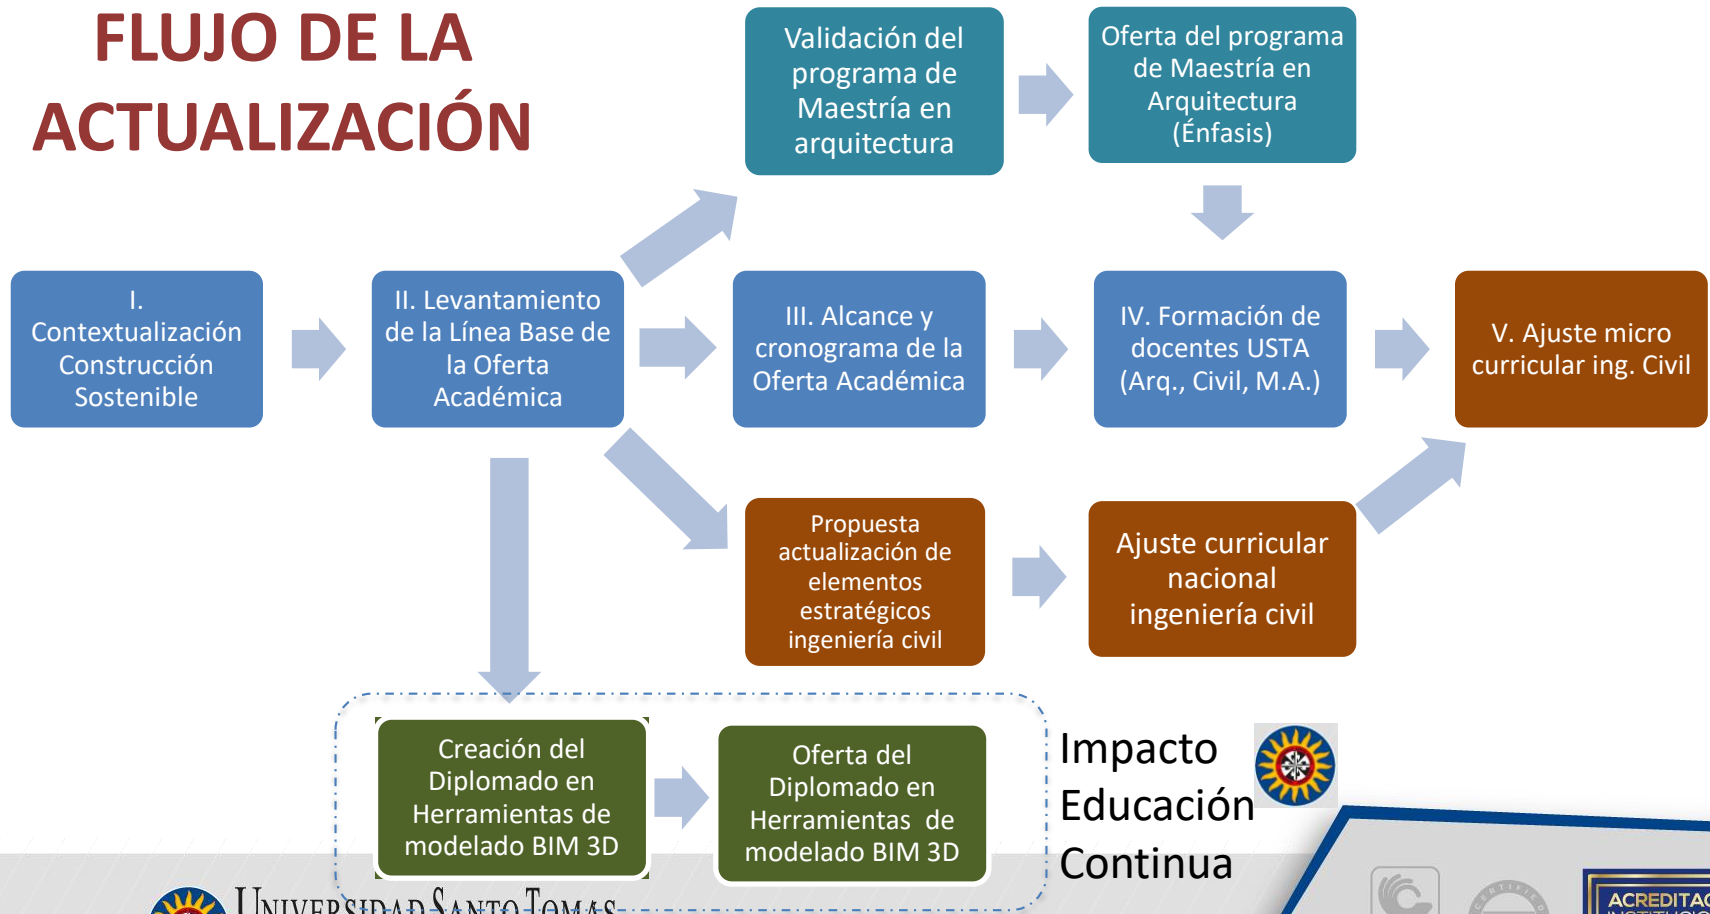 FLUJO DE LA
ACTUALIZACIÓN
Validación del
programa de
Maestría en
arquitectura
Oferta del programa
de Maestría en
Arquitectura
(Énfasis)
I.
Contextualización
Construcción
Sostenible
II. Levantamiento
de la Línea Base de
la Oferta
Académica
III. Alcance y
cronograma de la
Oferta Académica
IV. Formación de
docentes USTA
(Arq., Civil, M.A.)
V. Ajuste micro
curricular ing. Civil
Propuesta
actualización de
elementos
estratégicos
ingeniería civil
Ajuste curricular
nacional
ingeniería civil
Creación del
Diplomado en
Herramientas de
modelado BIM 3D
Oferta del
Diplomado en
Herramientas de
modelado BIM 3D
Impacto
Educación
Continua
UNIVERSIDAD SANTO TOMÁS